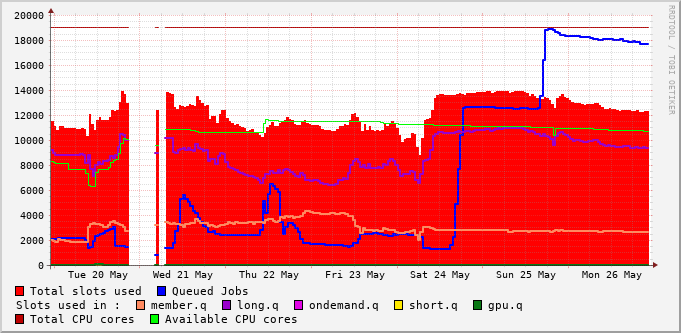 20000
18000
16000
14000
12000
10000
8000
6000
4000
2000
0
Tue 20 May Wed 21 May Thu 22 May Fri 23 May Sat 24 May Sun 25 May Mon 26 May
RRDTOOL / TOBI OETIKER
Total slots used Queued Jobs
Slots used in : member.q long.q ondemand.q short.q gpu.q
Total CPU cores Available CPU cores